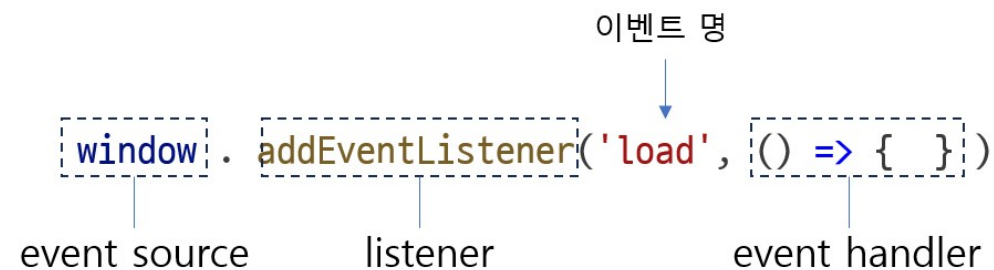 이벤트 명
window . addEventListener('load', () => {  })
event source listener event handler